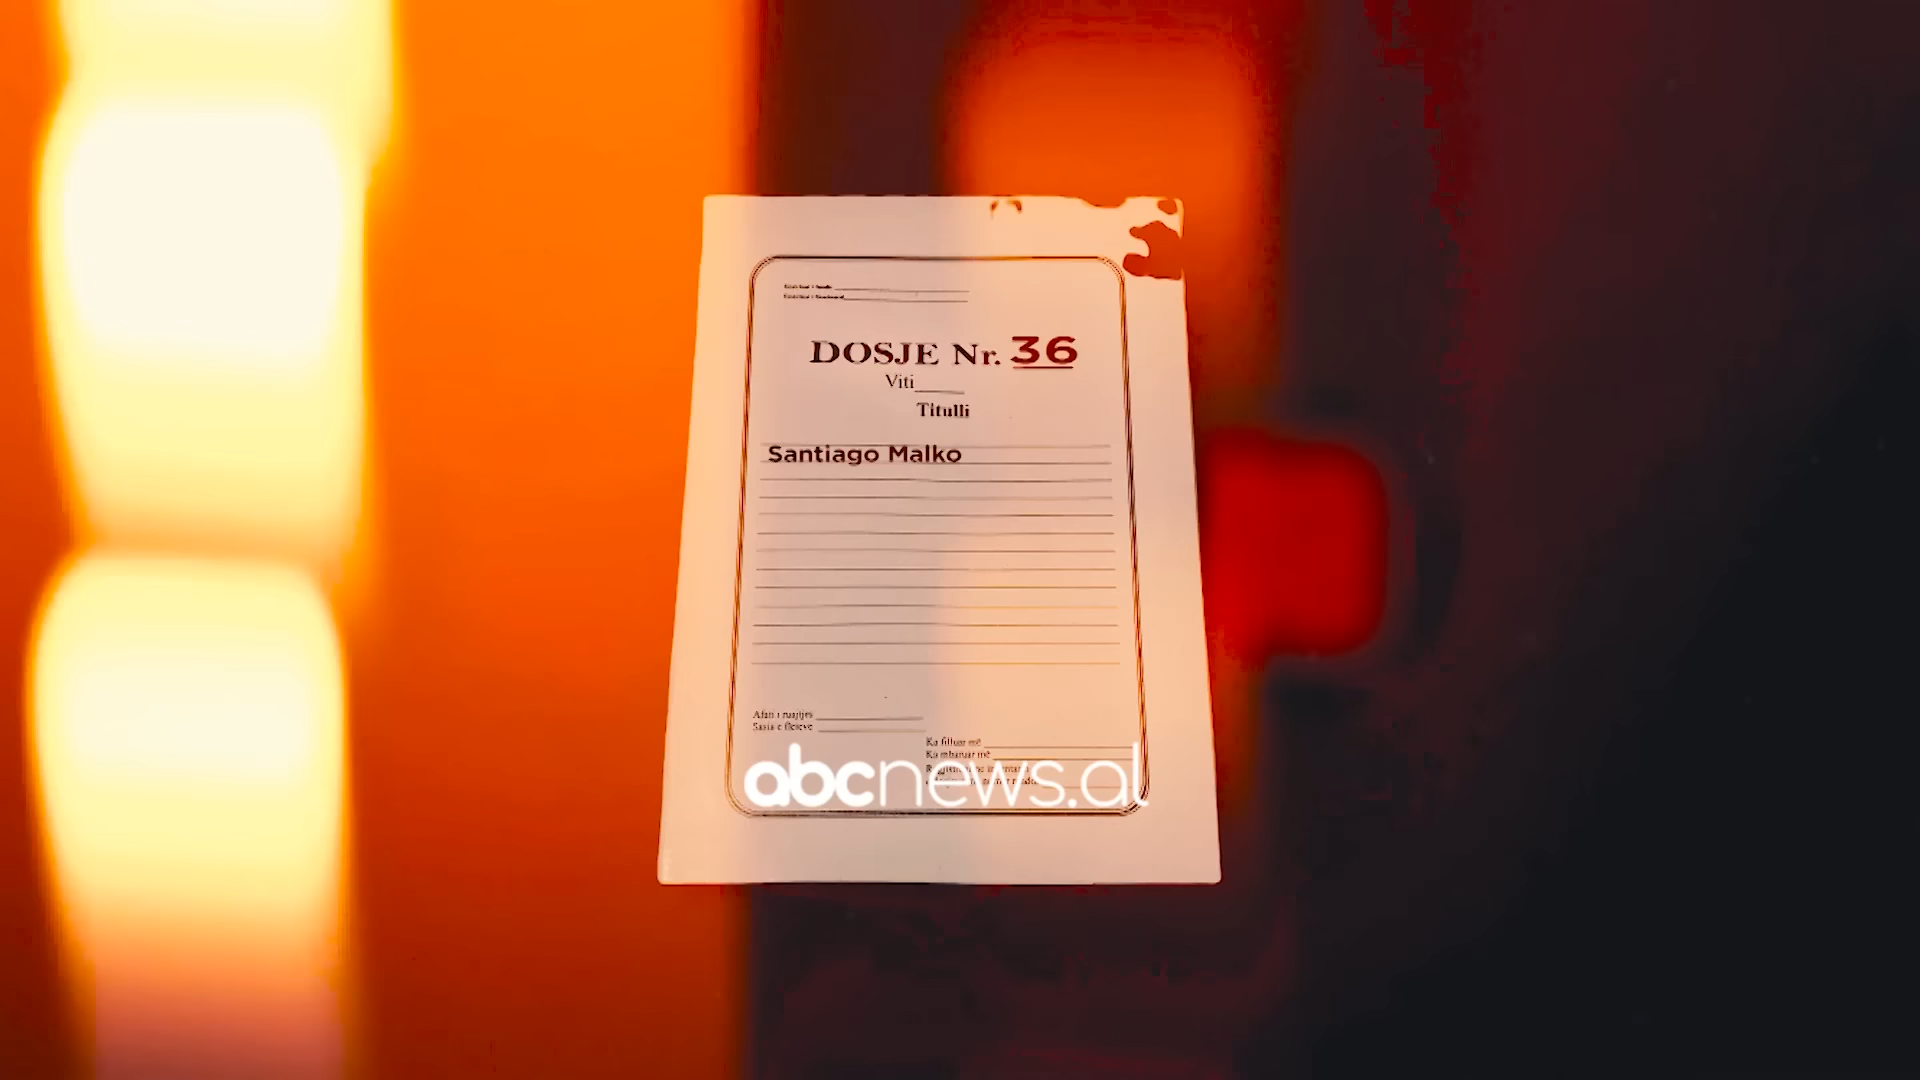 DOSJE Nr. 36
Viti
Titulli
Santiago Malko
Afati i ruajtjes
Sasia e fletëve
Ka filluar më
Ka mbaruar më
abcnews.al